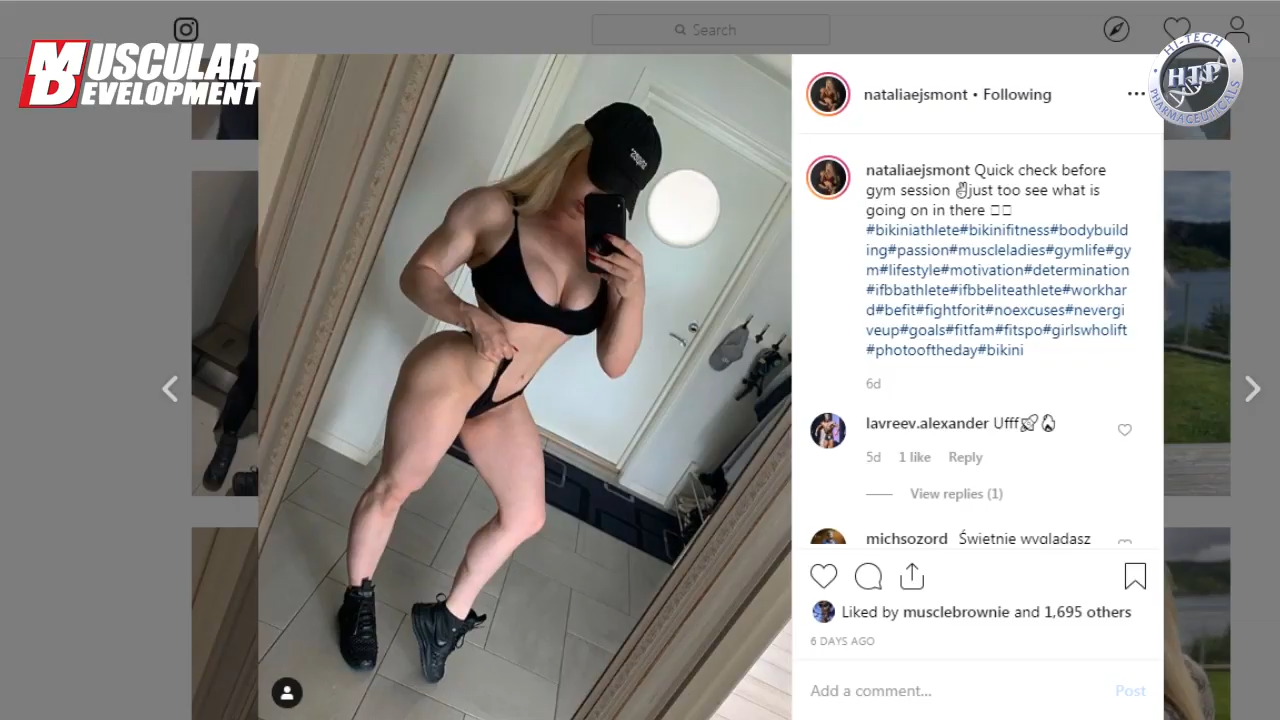 Search
MUSCULAR
DEVELOPMENT
HI-TECH
HTP
PHARMACEUTICALS
nataliaejsmont • Following
nataliaejsmont Quick check before
gym session ✌just too see what is
going on in there □□
#bikiniathlete#bikinifitness#bodybuild
ing#passion#muscleladies#gymlife#gy
m#lifestyle#motivation#determination
#ifbbathlete#ifbbeliteathlete#workhar
d#befit#fightforit#noexcuses#nevergi
veup#goals#fitfam#fitspo#girlswholift
#photooftheday#bikini
6d
lavreev.alexander Ufff🚀🔥
5d 1 like Reply
View replies (1)
michsozord Świetnie wyglądasz
Liked by musclebrownie and 1,695 others
6 DAYS AGO
Add a comment... Post